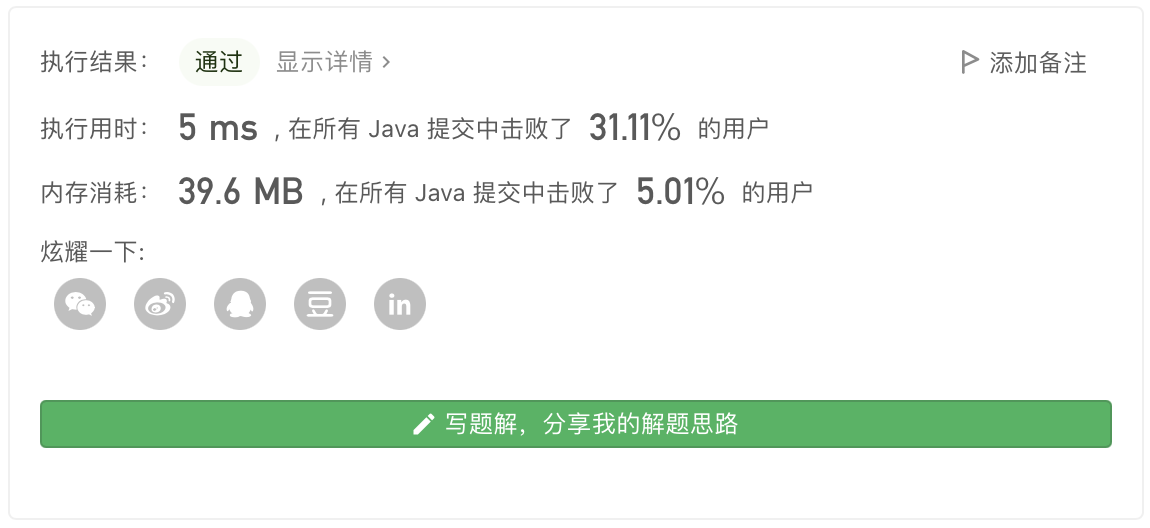 执行结果： 通过 显示详情 › 添加备注
执行用时： 5 ms , 在所有 Java 提交中击败了 31.11% 的用户
内存消耗： 39.6 MB , 在所有 Java 提交中击败了 5.01% 的用户
炫耀一下:
豆 in
写题解，分享我的解题思路